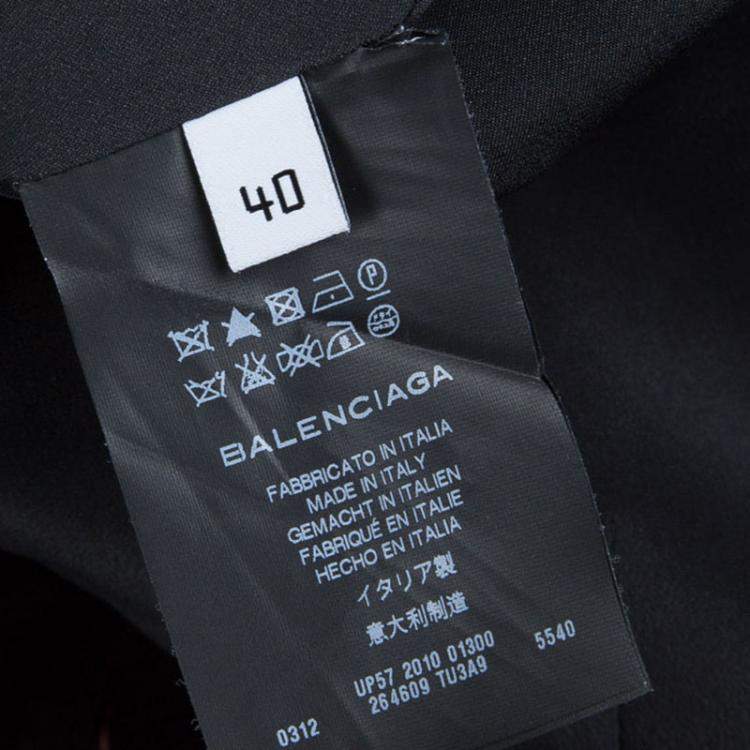 40
P
BALENCIAGA
FABBRICATO IN ITALIA
MADE IN ITALY
GEMACHT IN ITALIEN
FABRIQUÉ EN ITALIE
HECHO EN ITALIA
イタリア製
意大利制造
UP57 2010 01300 5540
264609 TU3A9
0312